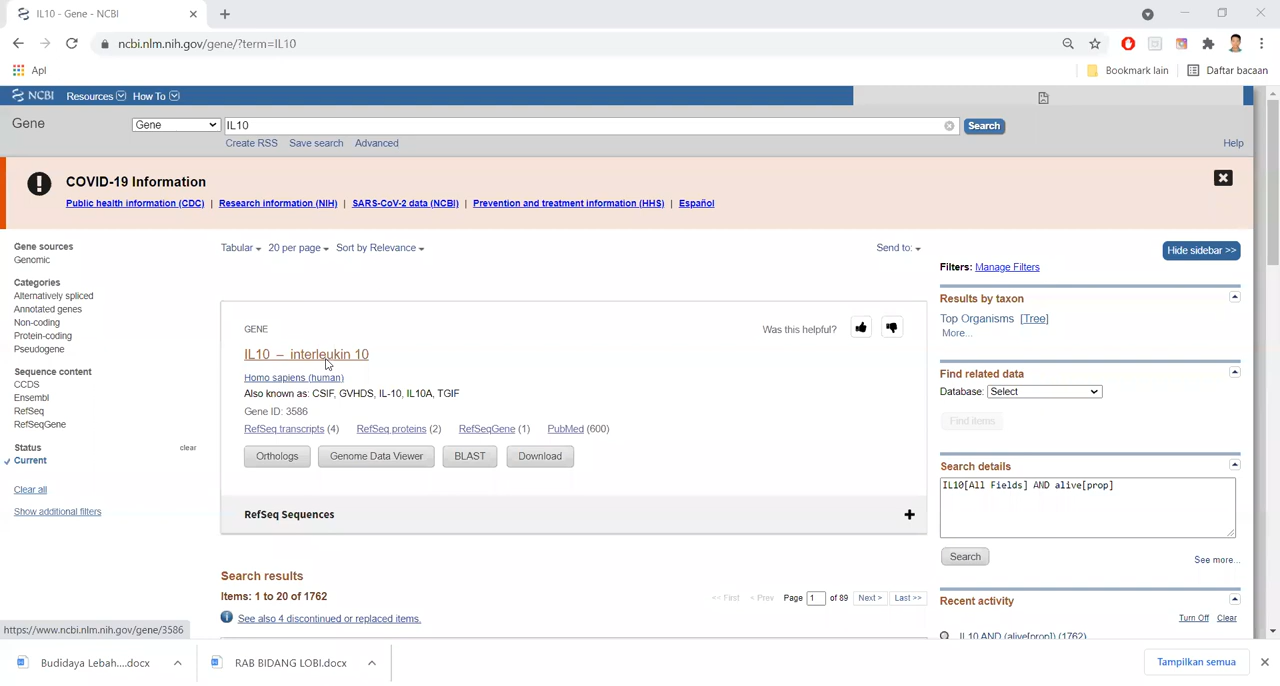 IL10 - Gene - NCBI
ncbi.nlm.nih.gov/gene/?term=IL10
Apl
Bookmark lain
Daftar bacaan
NCBI Resources How To
Gene
Gene
IL10
Search
Create RSS Save search Advanced
Help
COVID-19 Information
Public health information (CDC) | Research information (NIH) | SARS-CoV-2 data (NCBI) | Prevention and treatment information (HHS) | Español
Gene sources
Genomic
Categories
Alternatively spliced
Annotated genes
Non-coding
Protein-coding
Pseudogene
Sequence content
CCDS
Ensembl
RefSeq
RefSeqGene
Status clear
Current
Clear all
Show additional filters
Tabular 20 per page Sort by Relevance
Send to:
GENE
Was this helpful?
IL10 – interleukin 10
Homo sapiens (human)
Also known as: CSIF, GVHDS, IL-10, IL10A, TGIF
Gene ID: 3586
RefSeq transcripts (4) RefSeq proteins (2) RefSeqGene (1) PubMed (600)
Orthologs Genome Data Viewer BLAST Download
RefSeq Sequences +
Search results
Items: 1 to 20 of 1762
<< First < Prev Page 1 of 89 Next > Last >>
See also 4 discontinued or replaced items.
Hide sidebar >>
Filters: Manage Filters
Results by taxon
Top Organisms [Tree]
More...
Find related data
Database: Select
Find items
Search details
IL10[All Fields] AND alive[prop]
Search
See more...
Recent activity
Turn Off Clear
IL10 AND (alive[prop]) (1762)
https://www.ncbi.nlm.nih.gov/gene/3586
Budidaya Lebah....docx
RAB BIDANG LOBI.docx
Tampilkan semua